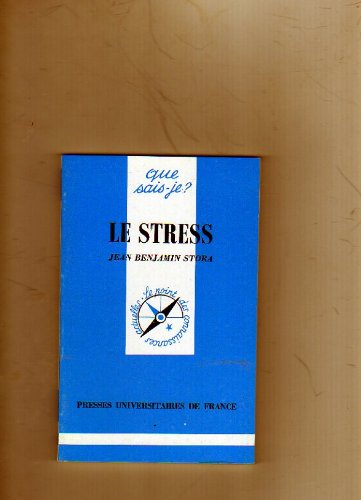 que
sais-je?
LE STRESS
JEAN BENJAMIN STORA
le point des connaissances actuelles
PRESSES UNIVERSITAIRES DE FRANCE